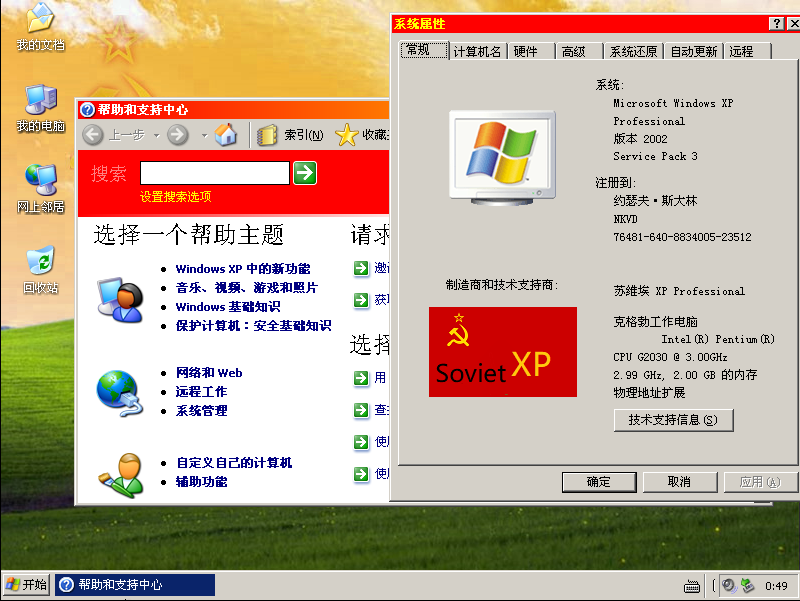 我的文档
我的电脑
网上邻居
回收站
帮助和支持中心
上一步
索引(N)
收藏
搜索
设置搜索选项
选择一个帮助主题
Windows XP 中的新功能
音乐、视频、游戏和照片
Windows 基础知识
保护计算机：安全基础知识
网络和 Web
远程工作
系统管理
自定义自己的计算机
辅助功能
请求
选择
用
系统属性
常规
计算机名
硬件
高级
系统还原
自动更新
远程
系统:
Microsoft Windows XP
Professional
版本 2002
Service Pack 3
注册到:
约瑟夫·斯大林
NKVD
76481-640-8834005-23512
制造商和技术支持商:
Soviet XP
苏维埃 XP Professional
克格勃工作电脑
Intel(R) Pentium(R)
CPU G2030 @ 3.00GHz
2.99 GHz, 2.00 GB 的内存
物理地址扩展
技术支持信息(S)
确定
取消
应用(A)
开始
帮助和支持中心
0:49